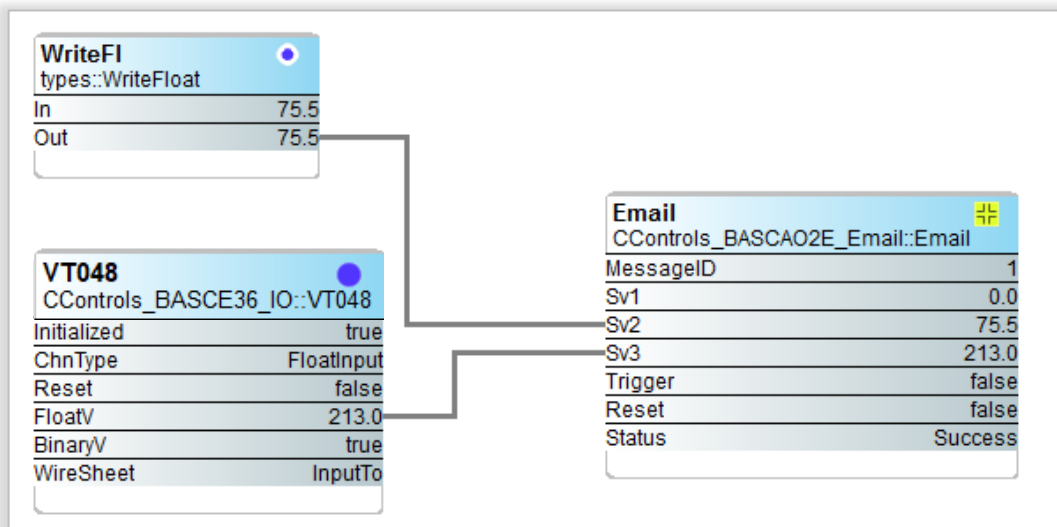 WriteFl
types::WriteFloat
In 75.5
Out 75.5
VT048
CControls_BASCE36_IO::VT048
Initialized true
ChnType FloatInput
Reset false
FloatV 213.0
BinaryV true
WireSheet InputTo
Email
CControls_BASCAO2E_Email::Email
MessageID 1
Sv1 0.0
Sv2 75.5
Sv3 213.0
Trigger false
Reset false
Status Success